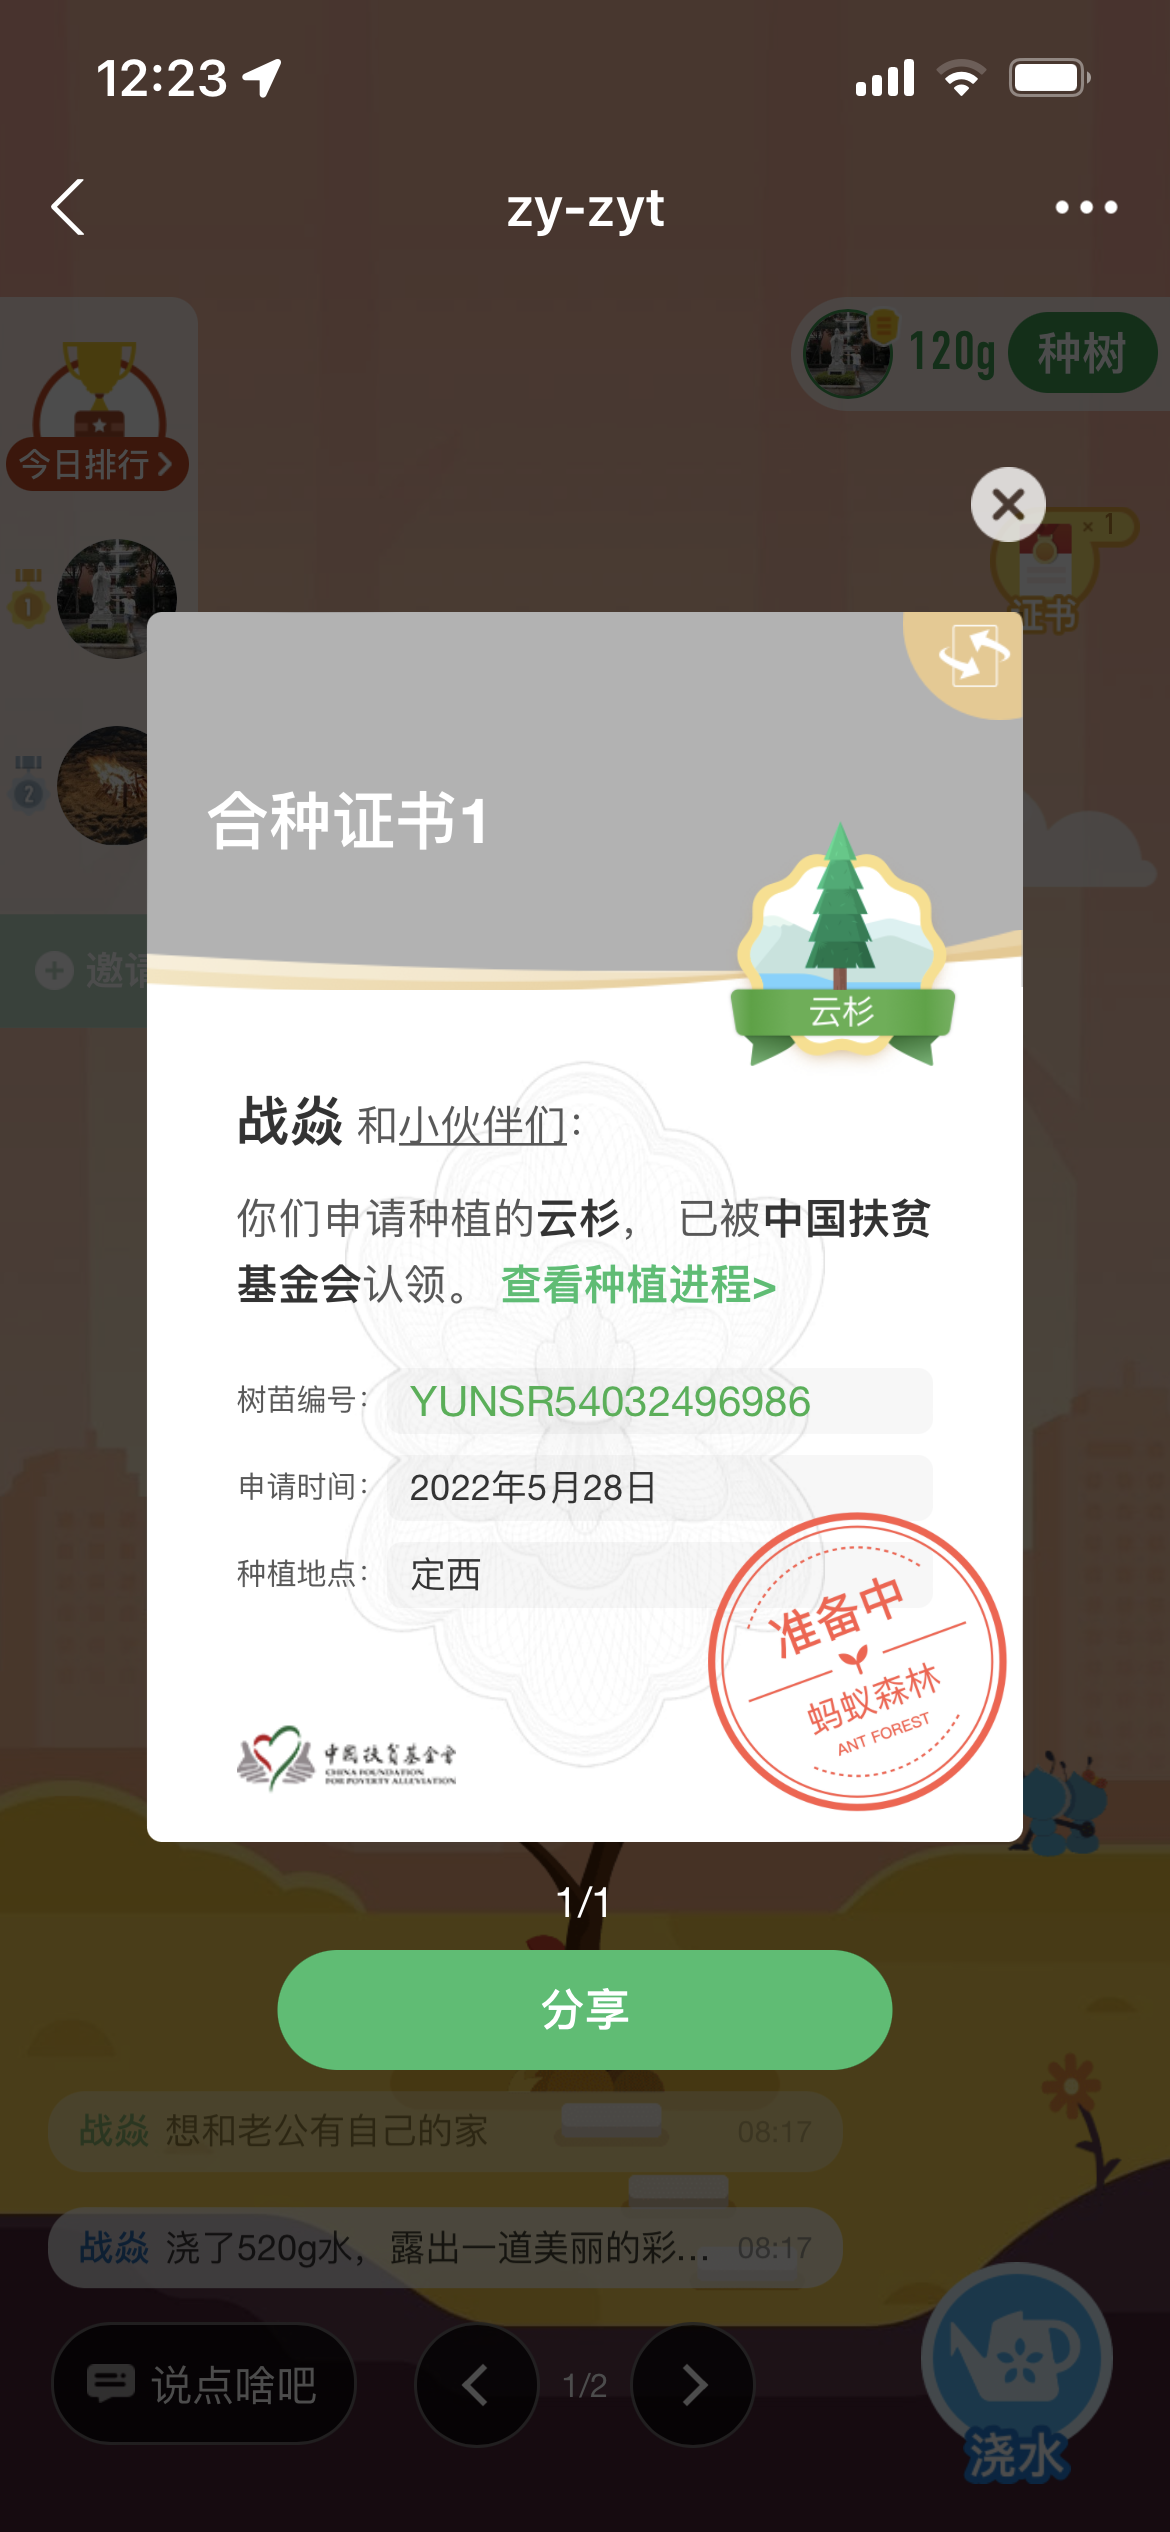 12:23
zy-zyt
120g 种树
今日排行
× 1
证书
1
2
合种证书1
云杉
邀请
战焱 和小伙伴们：
你们申请种植的云杉， 已被中国扶贫
基金会认领。 查看种植进程>
树苗编号： YUNSR54032496986
申请时间： 2022年5月28日
种植地点： 定西
准备中
蚂蚁森林
ANT FOREST
中国扶贫基金会
CHINA FOUNDATION
FOR POVERTY ALLEVIATION
1/1
分享
战焱 想和老公有自己的家 08:17
战焱 浇了520g水，露出一道美丽的彩... 08:17
说点啥吧
1/2
浇水